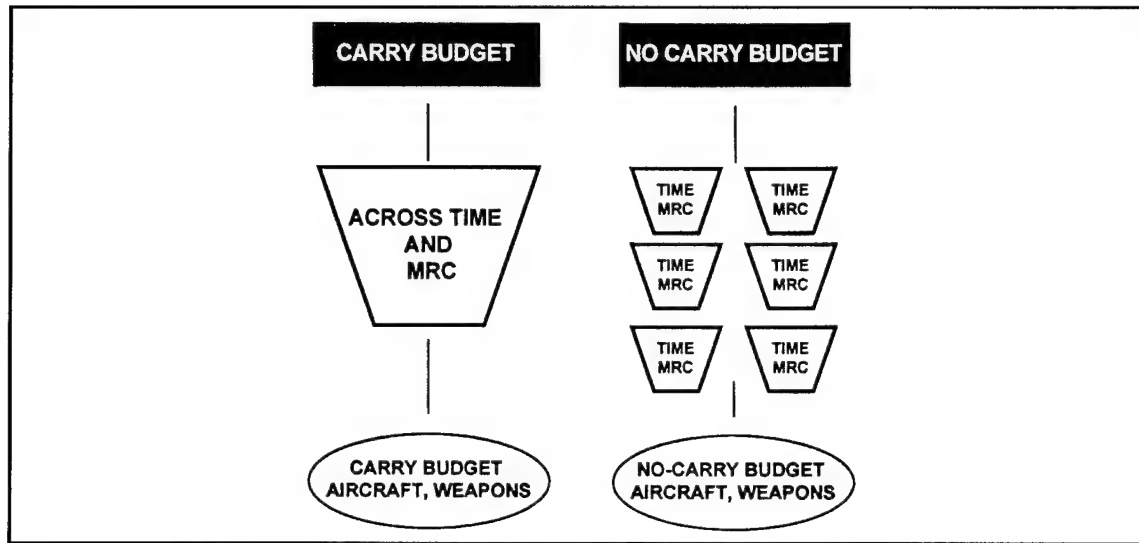 CARRY BUDGET
NO CARRY BUDGET
ACROSS TIME
AND
MRC
TIME
MRC
TIME
MRC
TIME
MRC
TIME
MRC
TIME
MRC
TIME
MRC
CARRY BUDGET
AIRCRAFT, WEAPONS
NO-CARRY BUDGET
AIRCRAFT, WEAPONS